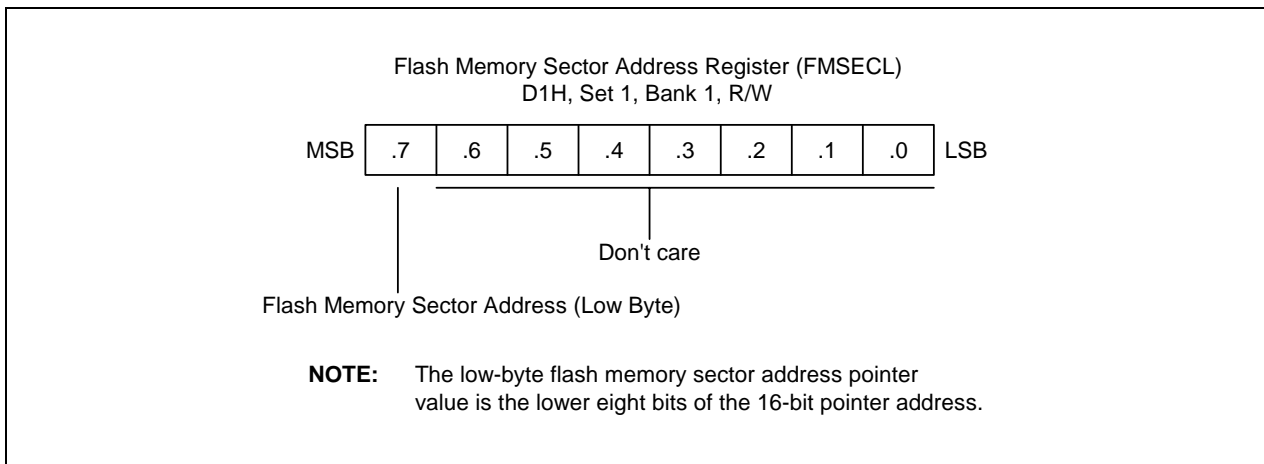 Flash Memory Sector Address Register (FMSECL)
D1H, Set 1, Bank 1, R/W
MSB .7 .6 .5 .4 .3 .2 .1 .0 LSB
Don't care
Flash Memory Sector Address (Low Byte)
NOTE: The low-byte flash memory sector address pointer
value is the lower eight bits of the 16-bit pointer address.